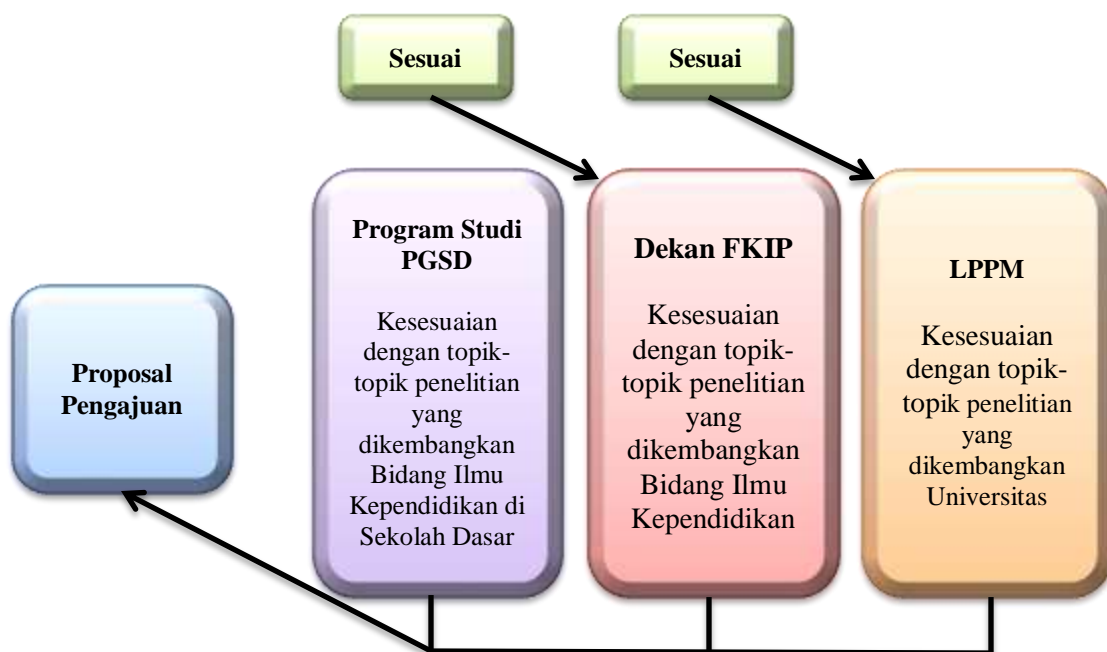 Sesuai
Sesuai
Proposal
Pengajuan
Program Studi
PGSD
Kesesuaian
dengan topik-
topik penelitian
yang
dikembangkan
Bidang Ilmu
Kependidikan di
Sekolah Dasar
Dekan FKIP
Kesesuaian
dengan topik-
topik penelitian
yang
dikembangkan
Bidang Ilmu
Kependidikan
LPPM
Kesesuaian
dengan topik-
topik penelitian
yang
dikembangkan
Universitas